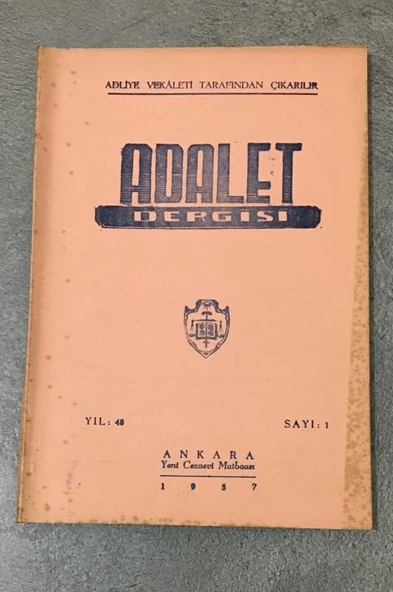 ADLİYE VEKÂLETİ TARAFINDAN ÇIKARILIR
ADALET
DERGİSİ
YIL: 48
SAYI: 1
ANKARA
Yeni Cezaevi Matbaası
1957